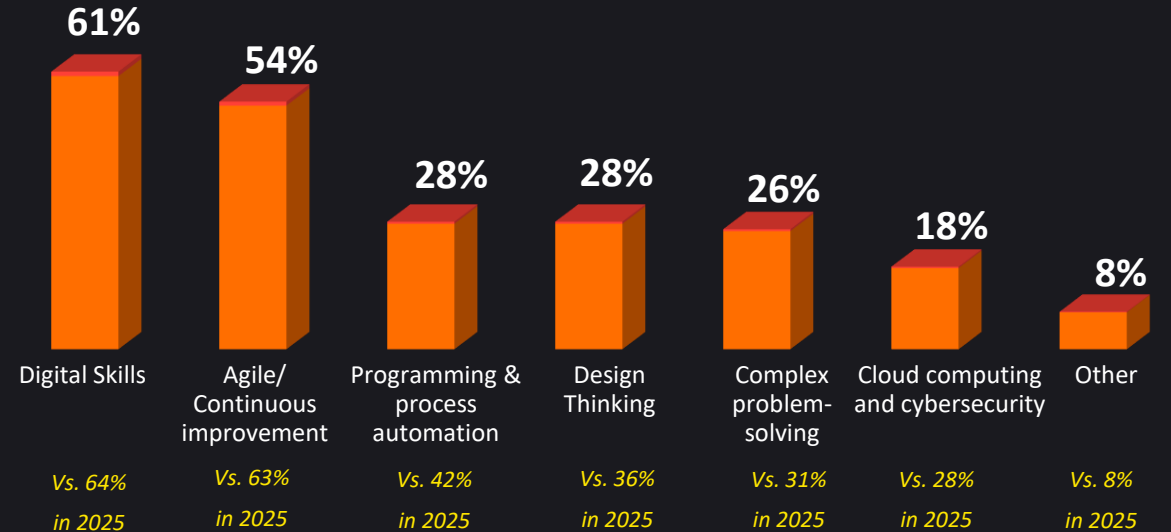 61%
54%
28%
28%
26%
18%
8%
Digital Skills
Agile/
Continuous
improvement
Programming &
process
automation
Design
Thinking
Complex
problem-
solving
Cloud computing
and cybersecurity
Other
Vs. 64%
in 2025
Vs. 63%
in 2025
Vs. 42%
in 2025
Vs. 36%
in 2025
Vs. 31%
in 2025
Vs. 28%
in 2025
Vs. 8%
in 2025